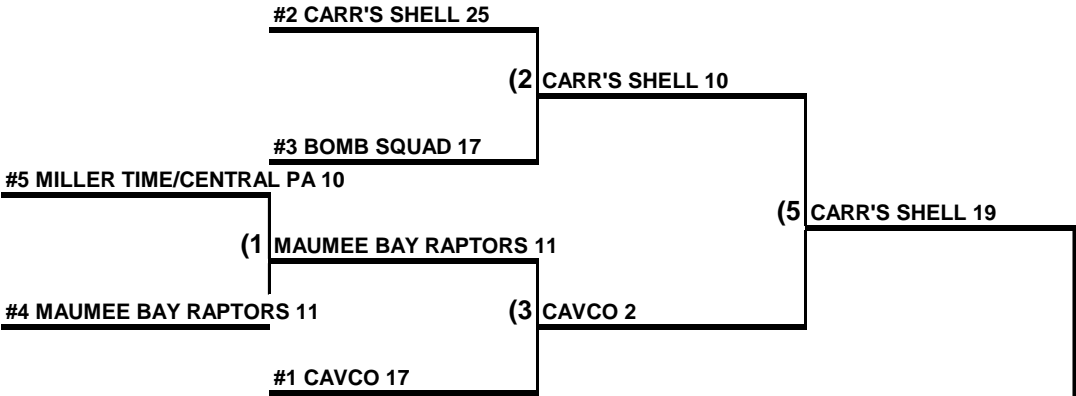 #2 CARR'S SHELL 25
(2 CARR'S SHELL 10
#3 BOMB SQUAD 17
#5 MILLER TIME/CENTRAL PA 10
(5 CARR'S SHELL 19
(1 MAUMEE BAY RAPTORS 11
#4 MAUMEE BAY RAPTORS 11
(3 CAVCO 2
#1 CAVCO 17